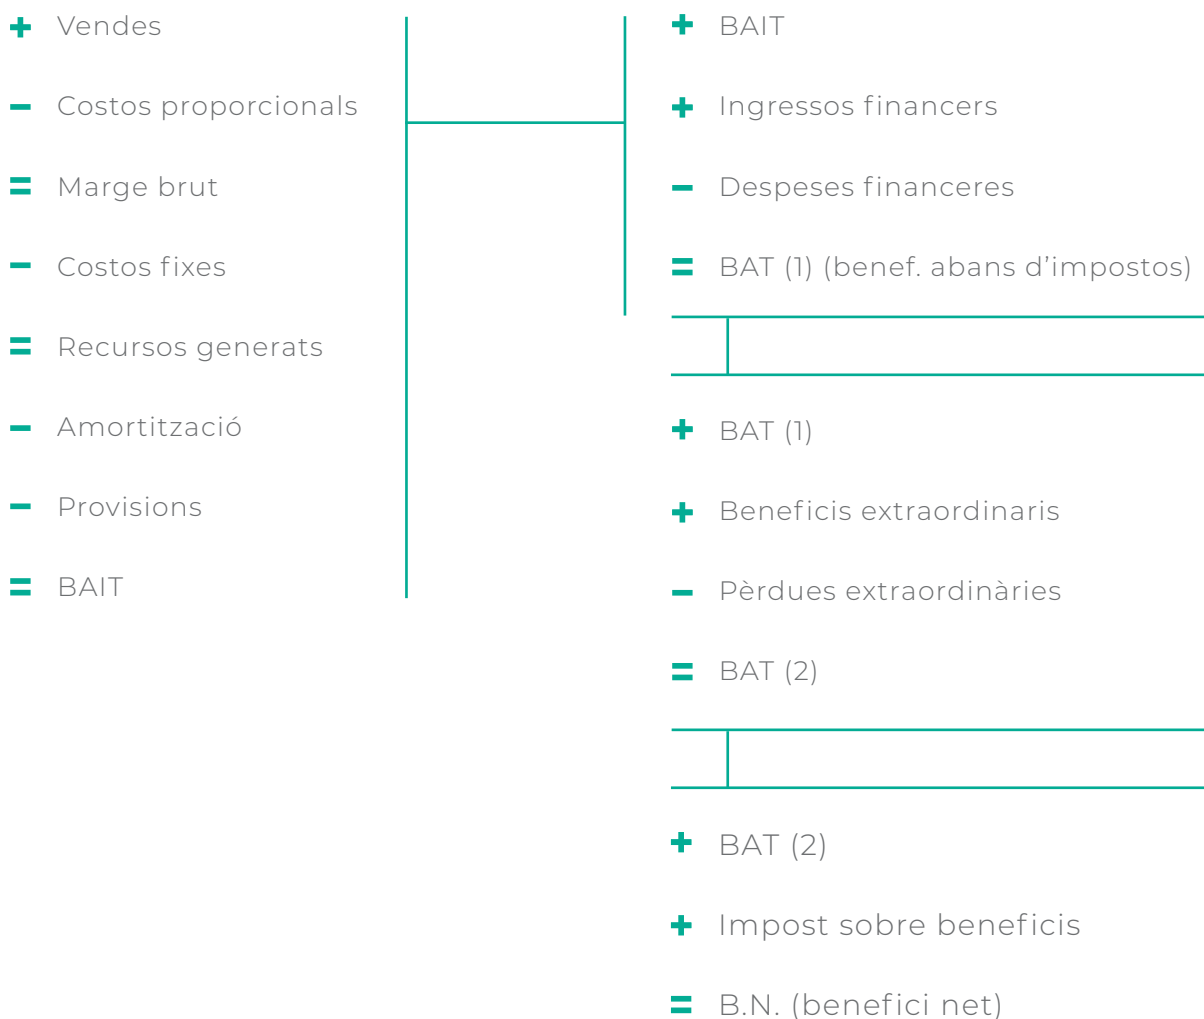 + Vendes
− Costos proporcionals
= Marge brut
− Costos fixes
= Recursos generats
− Amortització
− Provisions
= BAIT
+ BAIT
+ Ingressos financers
− Despeses financeres
= BAT (1) (benef. abans d’impostos)
+ BAT (1)
+ Beneficis extraordinaris
− Pèrdues extraordinàries
= BAT (2)
+ BAT (2)
+ Impost sobre beneficis
= B.N. (benefici net)